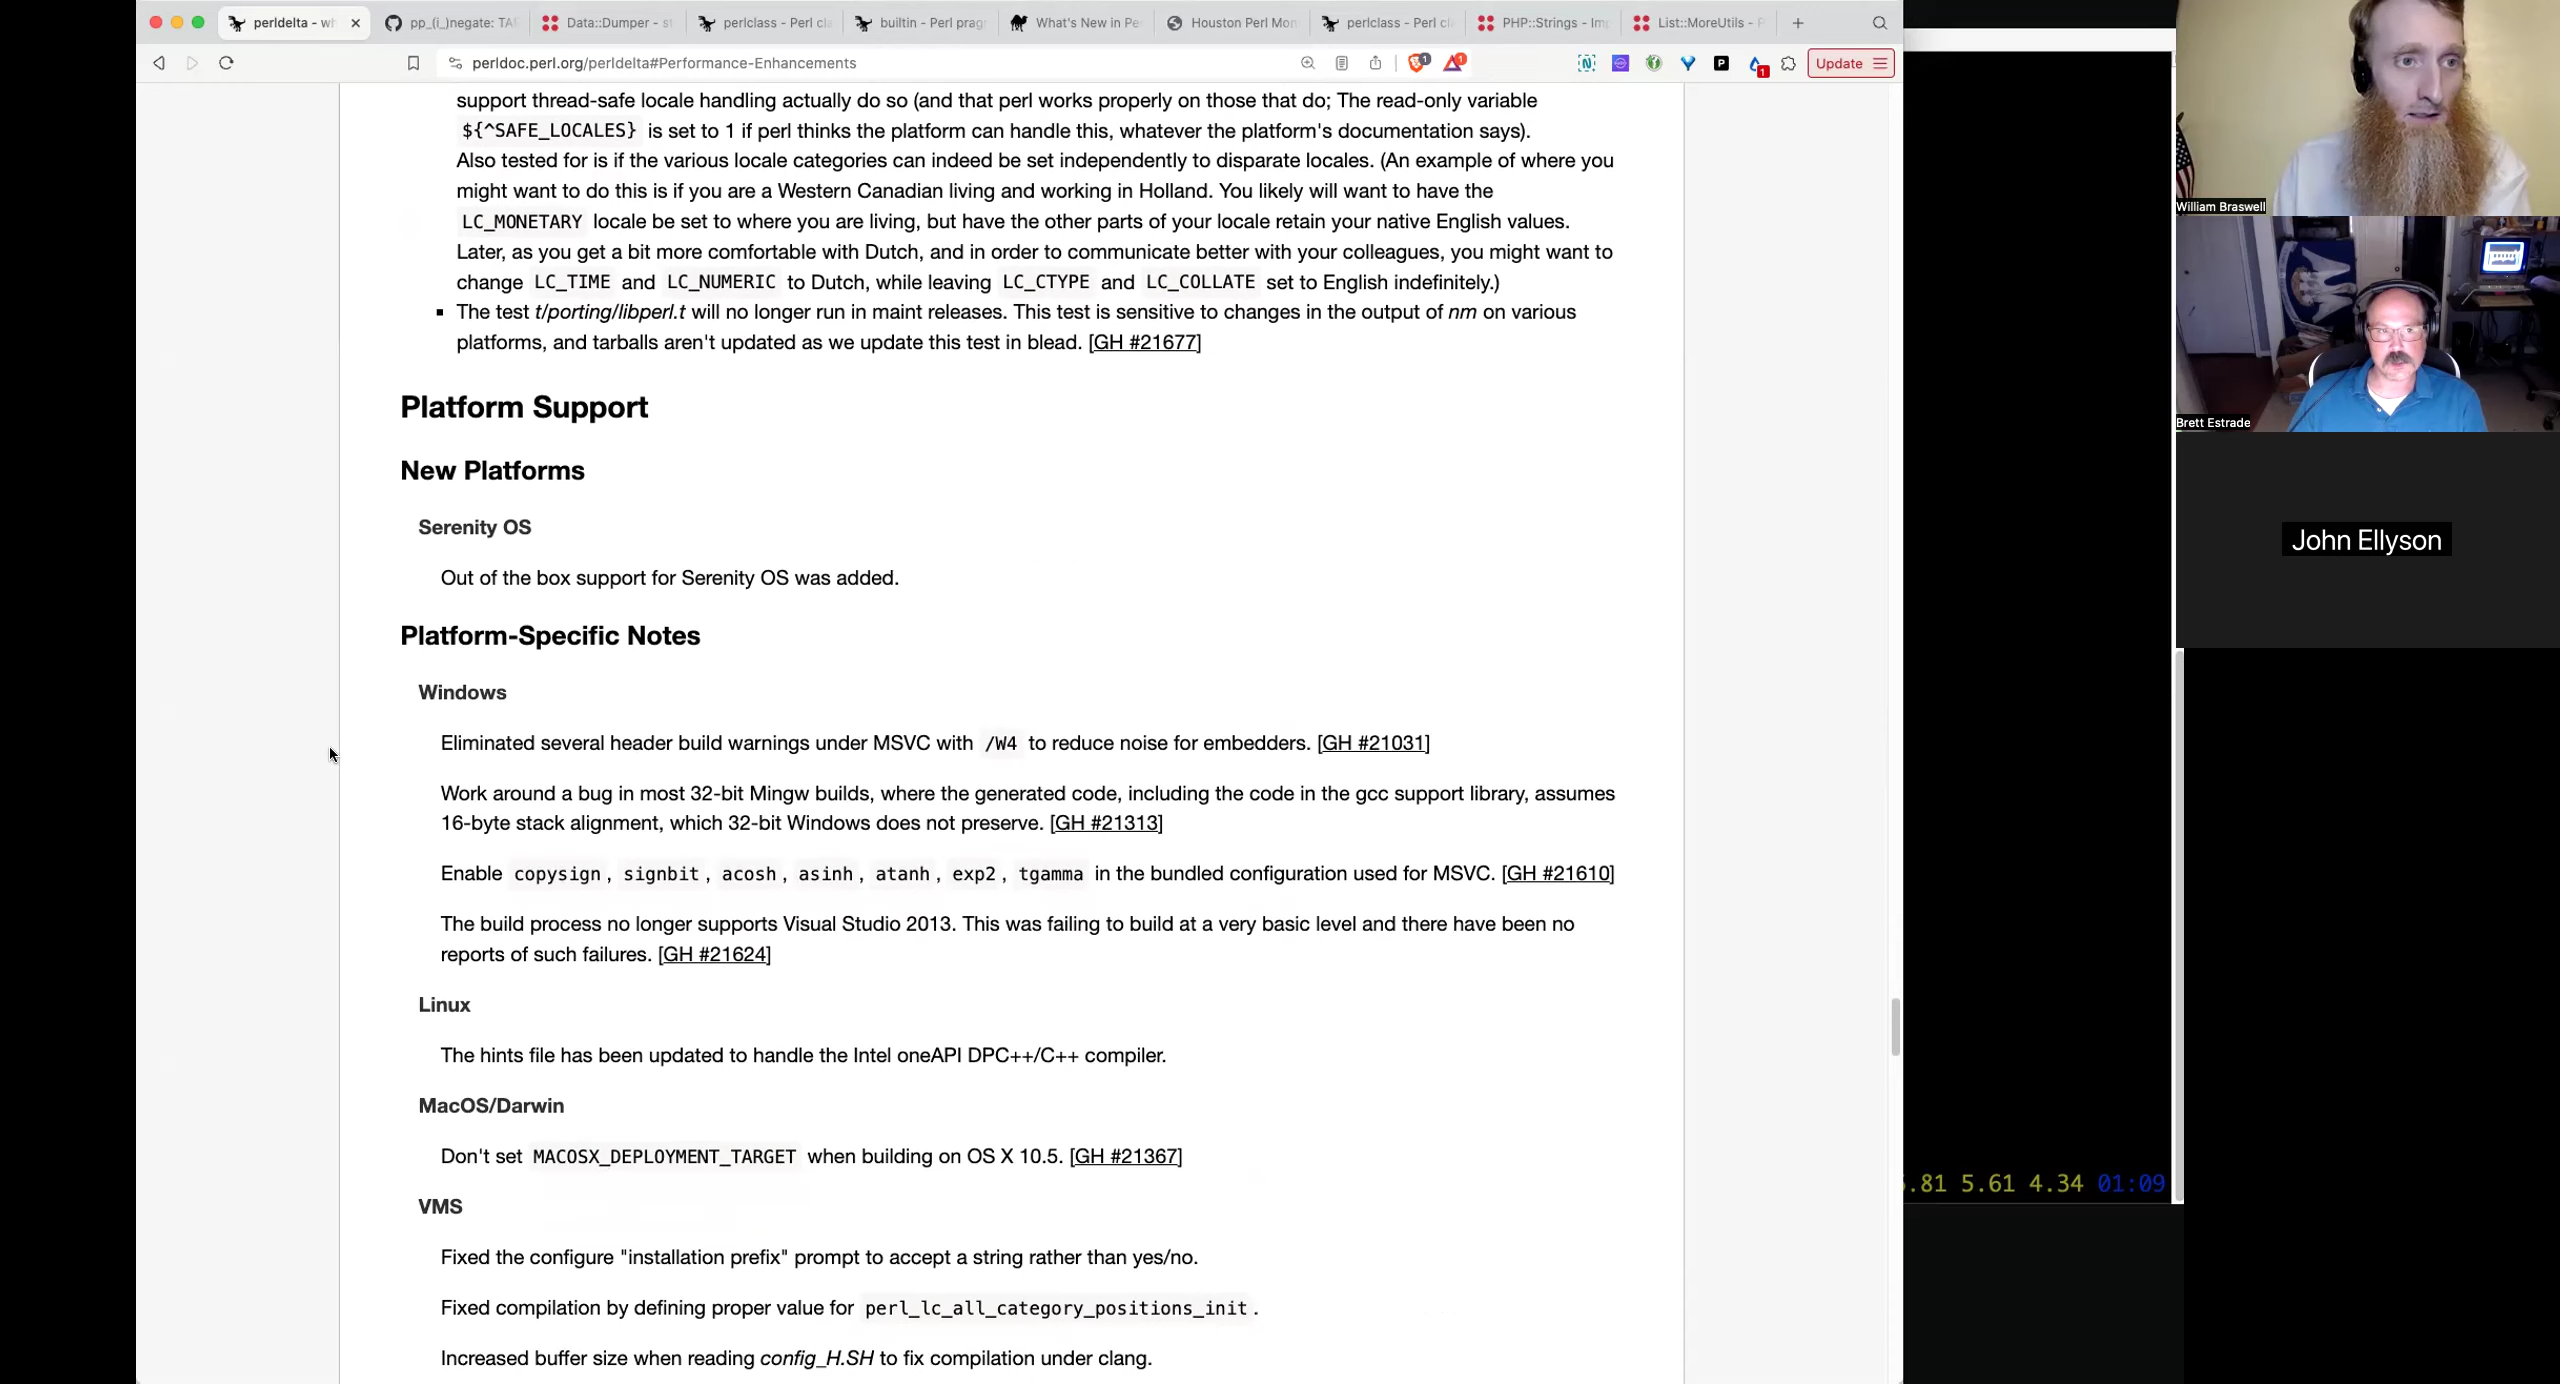 perldelta - wh
pp_(i_)negate: TA
Data::Dumper - s
perlclass - Perl cl
builtin - Perl prag
What's New in Pe
Houston Perl Mon
perlclass - Perl cl
PHP::Strings - Im
List::MoreUtils - P
perldoc.perl.org/perldelta#Performance-Enhancements
1
1
P
1
Update
support thread-safe locale handling actually do so (and that perl works properly on those that do; The read-only variable
${^SAFE_LOCALES} is set to 1 if perl thinks the platform can handle this, whatever the platform's documentation says).
Also tested for is if the various locale categories can indeed be set independently to disparate locales. (An example of where you
might want to do this is if you are a Western Canadian living and working in Holland. You likely will want to have the
LC_MONETARY locale be set to where you are living, but have the other parts of your locale retain your native English values.
Later, as you get a bit more comfortable with Dutch, and in order to communicate better with your colleagues, you might want to
change LC_TIME and LC_NUMERIC to Dutch, while leaving LC_CTYPE and LC_COLLATE set to English indefinitely.)
▪ The test t/porting/libperl.t will no longer run in maint releases. This test is sensitive to changes in the output of nm on various
platforms, and tarballs aren't updated as we update this test in blead. [GH #21677]
Platform Support
New Platforms
Serenity OS
Out of the box support for Serenity OS was added.
Platform-Specific Notes
Windows
Eliminated several header build warnings under MSVC with /W4 to reduce noise for embedders. [GH #21031]
Work around a bug in most 32-bit Mingw builds, where the generated code, including the code in the gcc support library, assumes
16-byte stack alignment, which 32-bit Windows does not preserve. [GH #21313]
Enable copysign, signbit, acosh, asinh, atanh, exp2, tgamma in the bundled configuration used for MSVC. [GH #21610]
The build process no longer supports Visual Studio 2013. This was failing to build at a very basic level and there have been no
reports of such failures. [GH #21624]
Linux
The hints file has been updated to handle the Intel oneAPI DPC++/C++ compiler.
MacOS/Darwin
Don't set MACOSX_DEPLOYMENT_TARGET when building on OS X 10.5. [GH #21367]
VMS
Fixed the configure "installation prefix" prompt to accept a string rather than yes/no.
Fixed compilation by defining proper value for perl_lc_all_category_positions_init.
Increased buffer size when reading config_H.SH to fix compilation under clang.
William Braswell
Brett Estrade
John Ellyson
.81 5.61 4.34 01:09